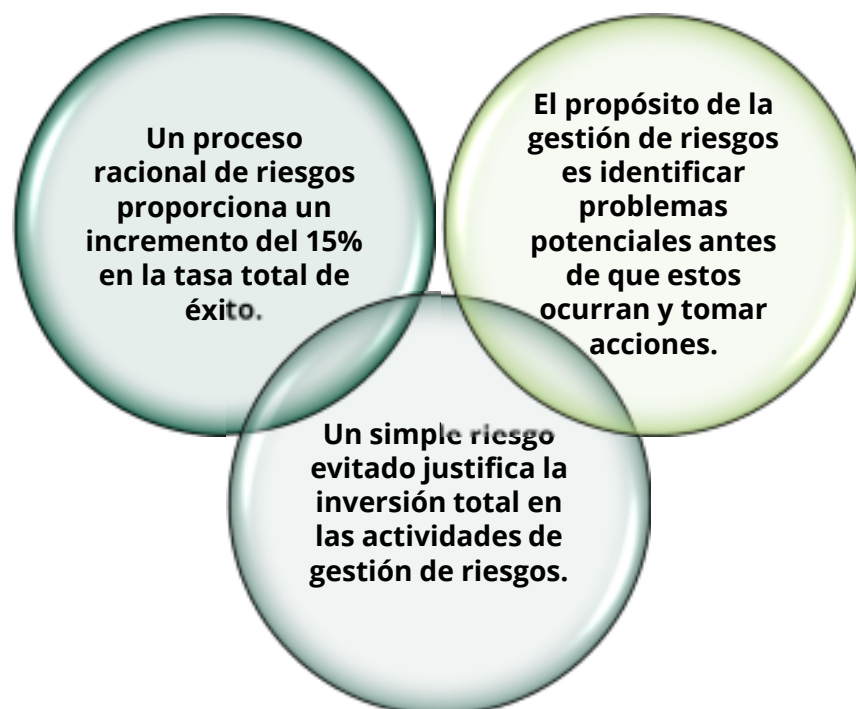 Un proceso
racional de riesgos
proporciona un
incremento del 15%
en la tasa total de
éxito.
El propósito de la
gestión de riesgos
es identificar
problemas
potenciales antes
de que estos
ocurran y tomar
acciones.
Un simple riesgo
evitado justifica la
inversión total en
las actividades de
gestión de riesgos.